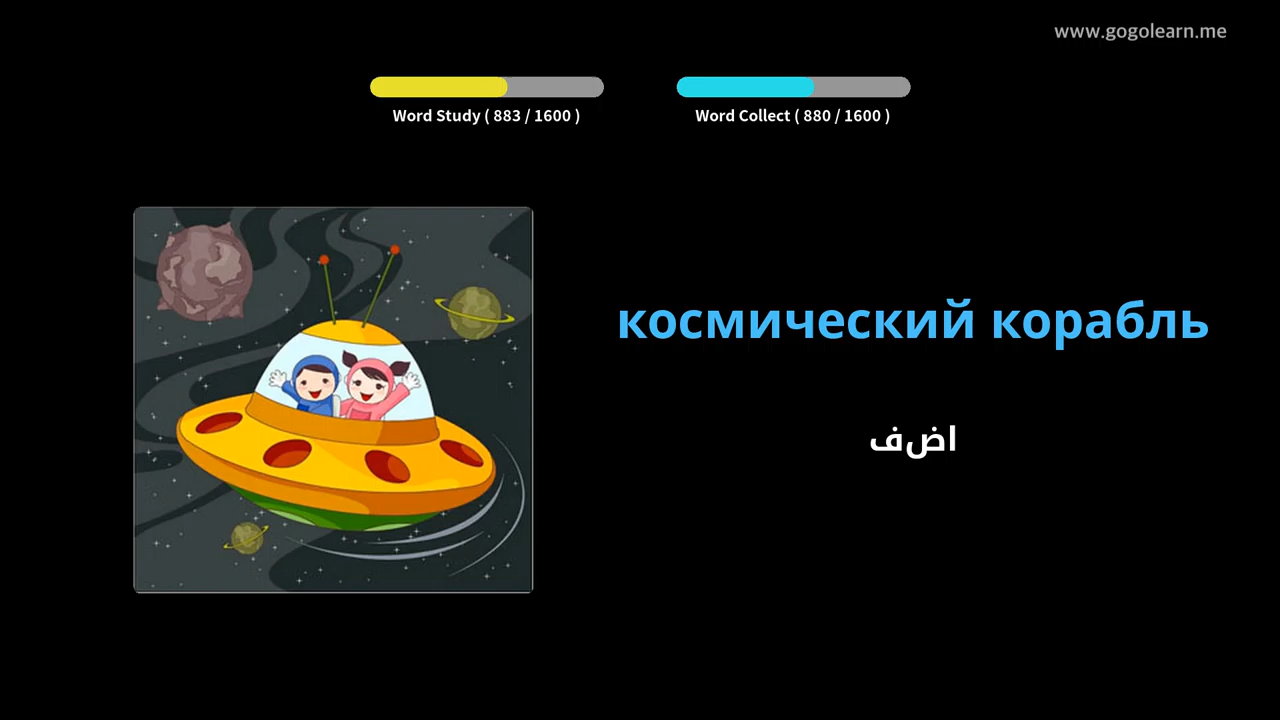 www.gogolearn.me
Word Study ( 883 / 1600 )
Word Collect ( 880 / 1600 )
космический корабль
اضف